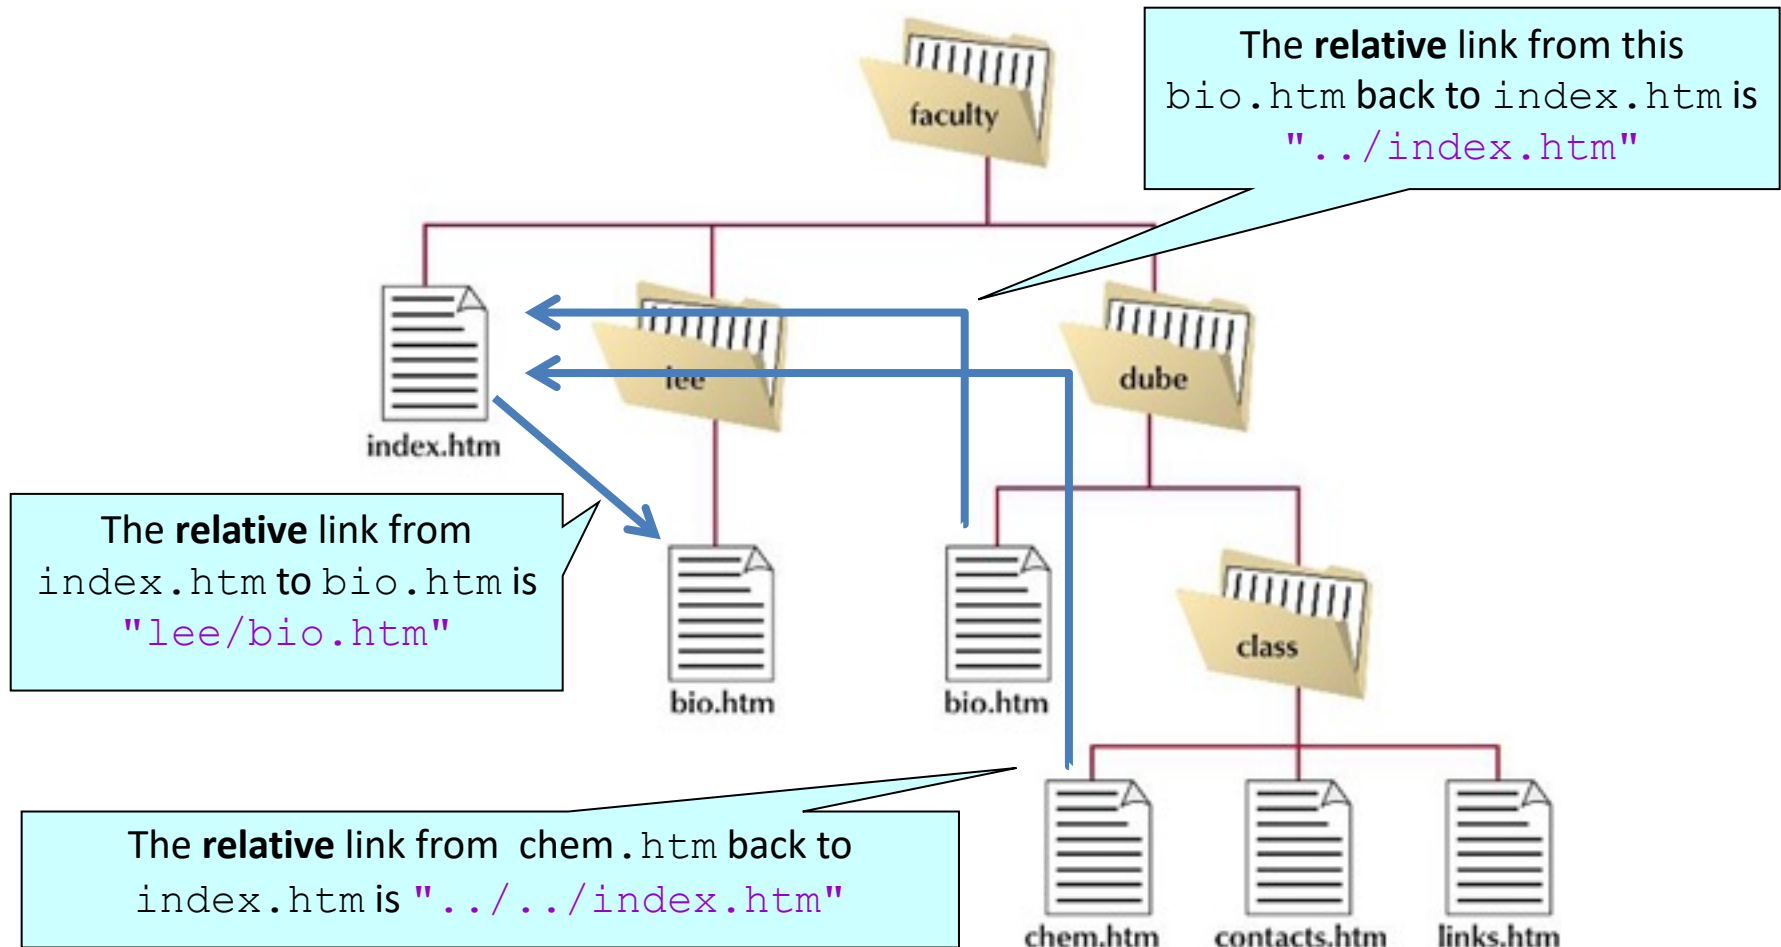 The relative link from this
bio.htm back to index.htm is
"../index.htm"
faculty
lee
dube
index.htm
The relative link from
index.htm to bio.htm is
"lee/bio.htm"
class
bio.htm
bio.htm
The relative link from chem.htm back to
index.htm is "../../index.htm"
chem.htm
contacts.htm
links.htm